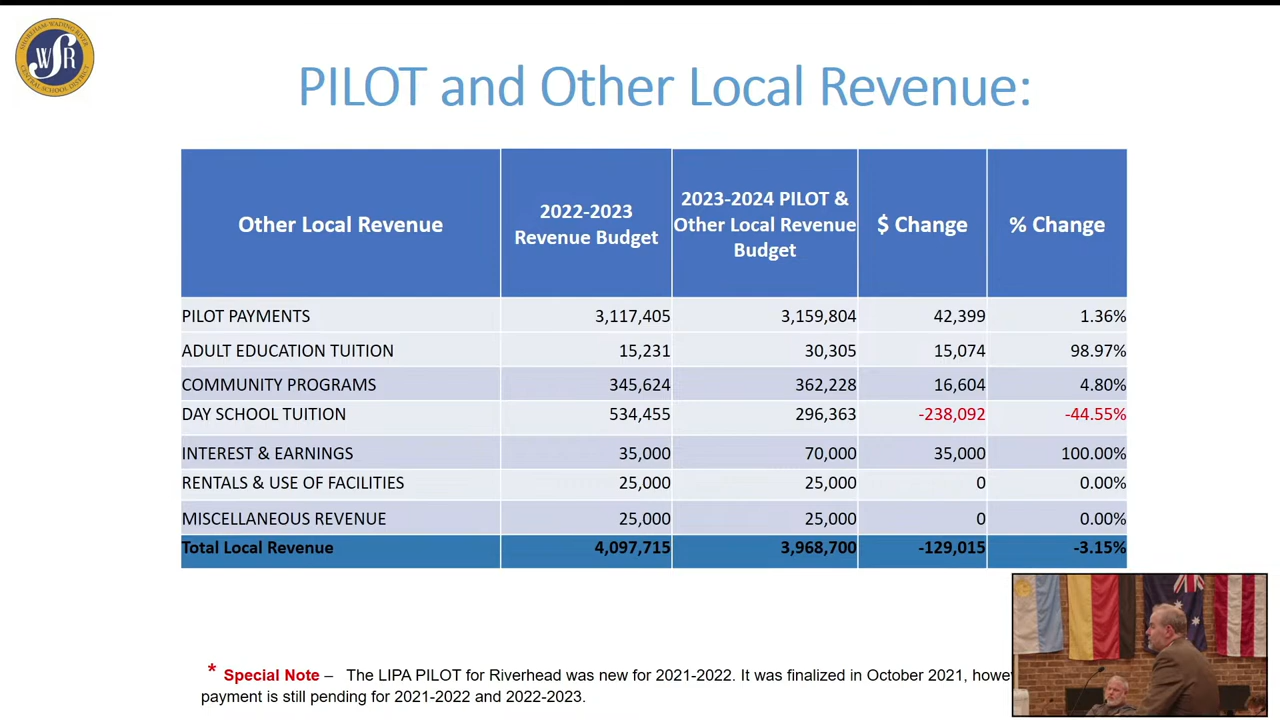 SHOREHAM WADING RIVER
CENTRAL SCHOOL DISTRICT
WSR
PILOT and Other Local Revenue:
Other Local Revenue 2022-2023 Revenue Budget 2023-2024 PILOT & Other Local Revenue Budget $ Change % Change
PILOT PAYMENTS 3,117,405 3,159,804 42,399 1.36%
ADULT EDUCATION TUITION 15,231 30,305 15,074 98.97%
COMMUNITY PROGRAMS 345,624 362,228 16,604 4.80%
DAY SCHOOL TUITION 534,455 296,363 -238,092 -44.55%
INTEREST & EARNINGS 35,000 70,000 35,000 100.00%
RENTALS & USE OF FACILITIES 25,000 25,000 0 0.00%
MISCELLANEOUS REVENUE 25,000 25,000 0 0.00%
Total Local Revenue 4,097,715 3,968,700 -129,015 -3.15%
* Special Note – The LIPA PILOT for Riverhead was new for 2021-2022. It was finalized in October 2021,
payment is still pending for 2021-2022 and 2022-2023.